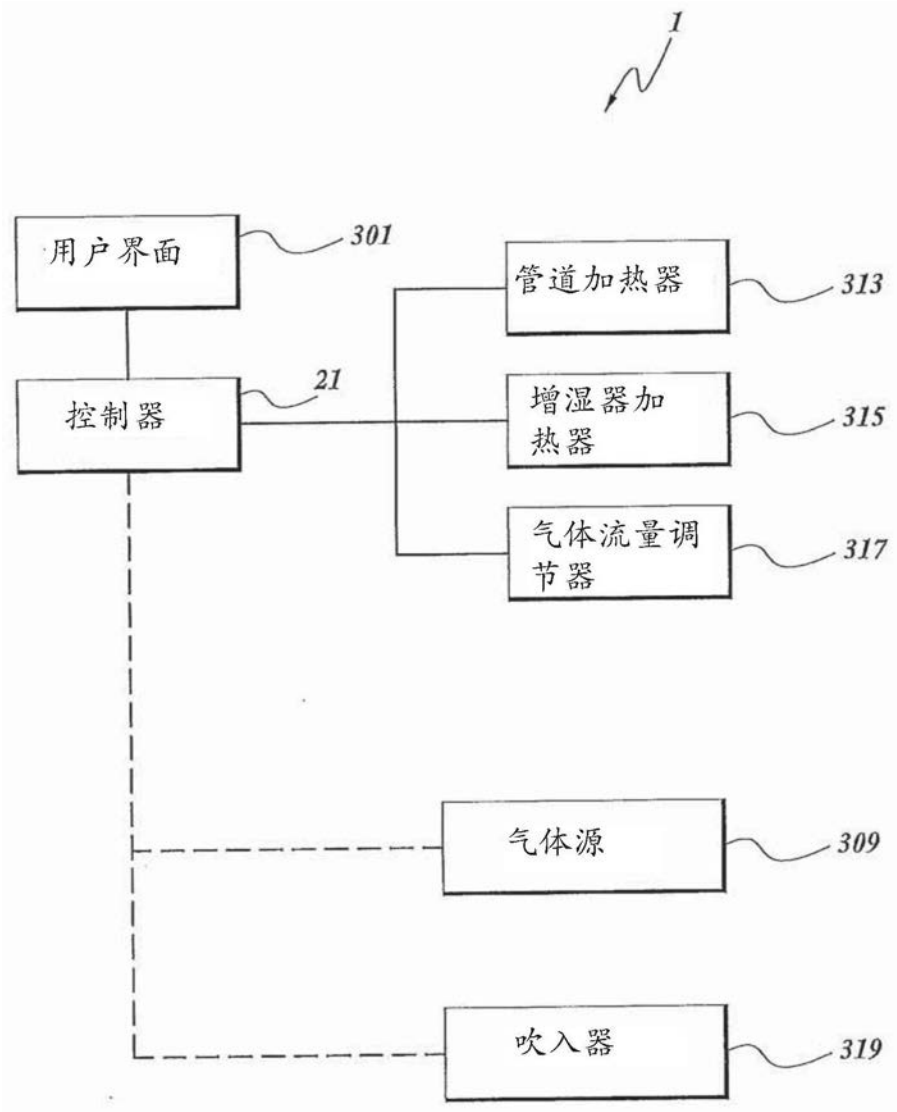 1
用户界面
301
管道加热器
313
控制器
21
增湿器加
热器
315
气体流量调
节器
317
气体源
309
吹入器
319